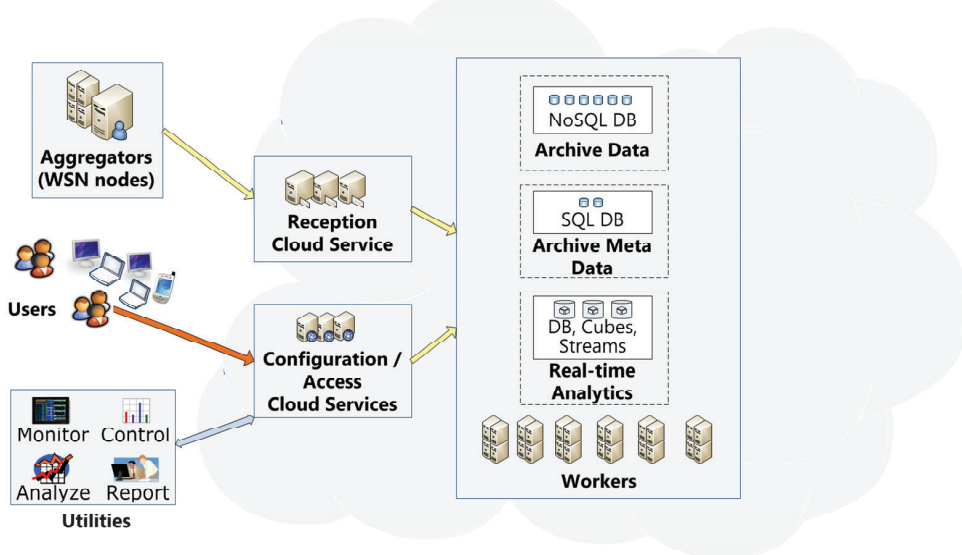 Aggregators
(WSN nodes)
Users
Monitor Control
Analyze Report
Utilities
Reception
Cloud Service
Configuration /
Access
Cloud Services
NoSQL DB
Archive Data
SQL DB
Archive Meta
Data
DB, Cubes,
Streams
Real-time
Analytics
Workers